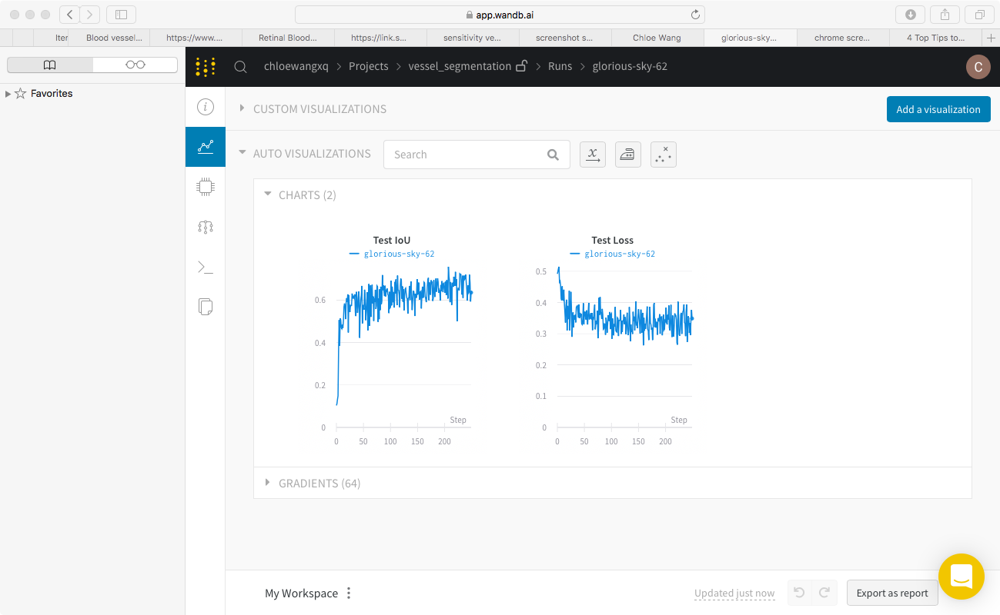 app.wandb.ai
Iter
Blood vessel...
https://www....
Retinal Blood...
https://link.s...
sensitivity ve...
screenshot s...
Chloe Wang
glorious-sky...
chrome scre...
4 Top Tips to...
Favorites
chloewangxq > Projects > vessel_segmentation > Runs > glorious-sky-62
C
CUSTOM VISUALIZATIONS
Add a visualization
AUTO VISUALIZATIONS
Search
x
CHARTS (2)
Test IoU
glorious-sky-62
0.6
0.4
0.2
0
Step
0 50 100 150 200
Test Loss
glorious-sky-62
0.5
0.4
0.3
0.2
0.1
0
Step
0 50 100 150 200
GRADIENTS (64)
My Workspace
Updated just now
Export as report